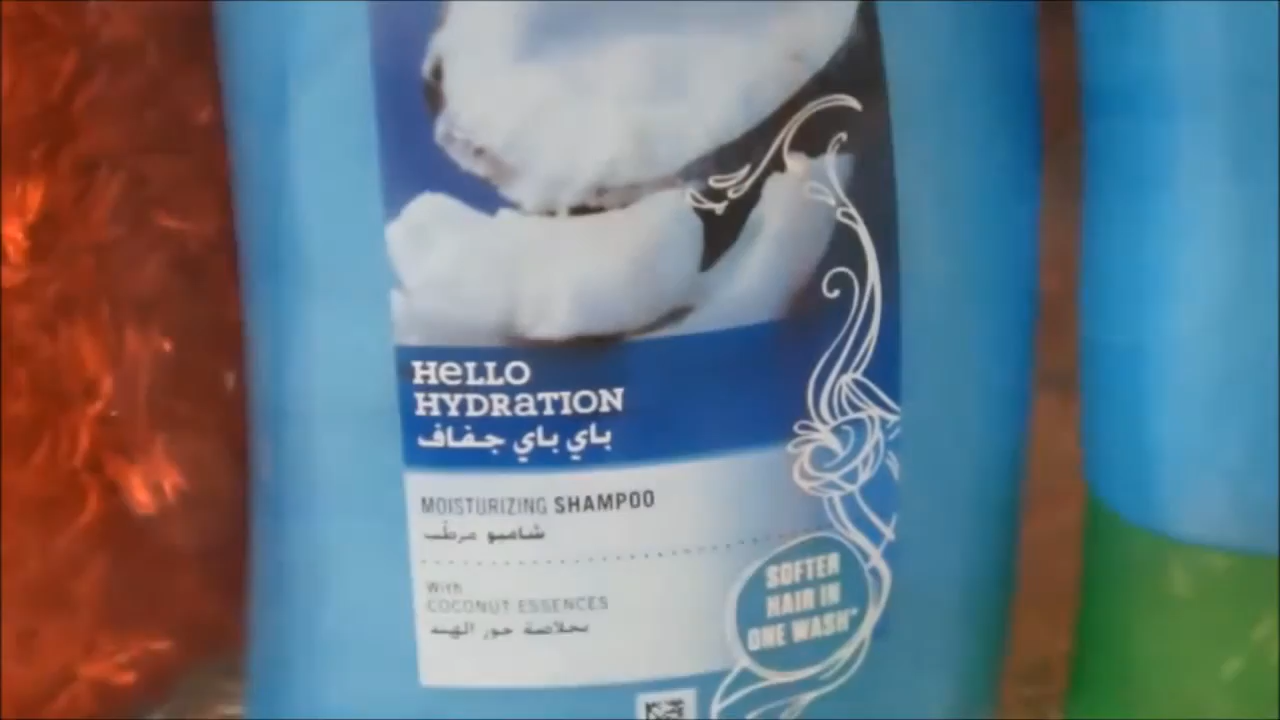 HELLO
HYDRATION
باي باي جفاف
MOISTURIZING SHAMPOO
شامبو مرطب
With
COCONUT ESSENCES
بخلاصة جوز الهند
SOFTER
HAIR IN
ONE WASH*